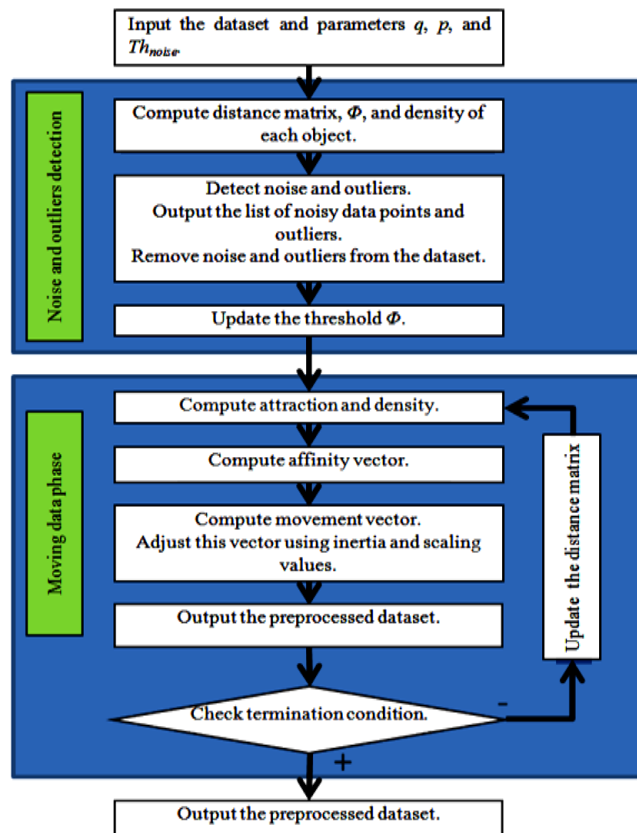 Input the dataset and parameters q, p, and
Th_noise.
Noise and outliers detection
Compute distance matrix, Φ, and density of
each object.
Detect noise and outliers.
Output the list of noisy data points and
outliers.
Remove noise and outliers from the dataset.
Update the threshold Φ.
Moving data phase
Compute attraction and density.
Compute affinity vector.
Compute movement vector.
Adjust this vector using inertia and scaling
values.
Output the preprocessed dataset.
Check termination condition.
-
+
Update the distance matrix
Output the preprocessed dataset.